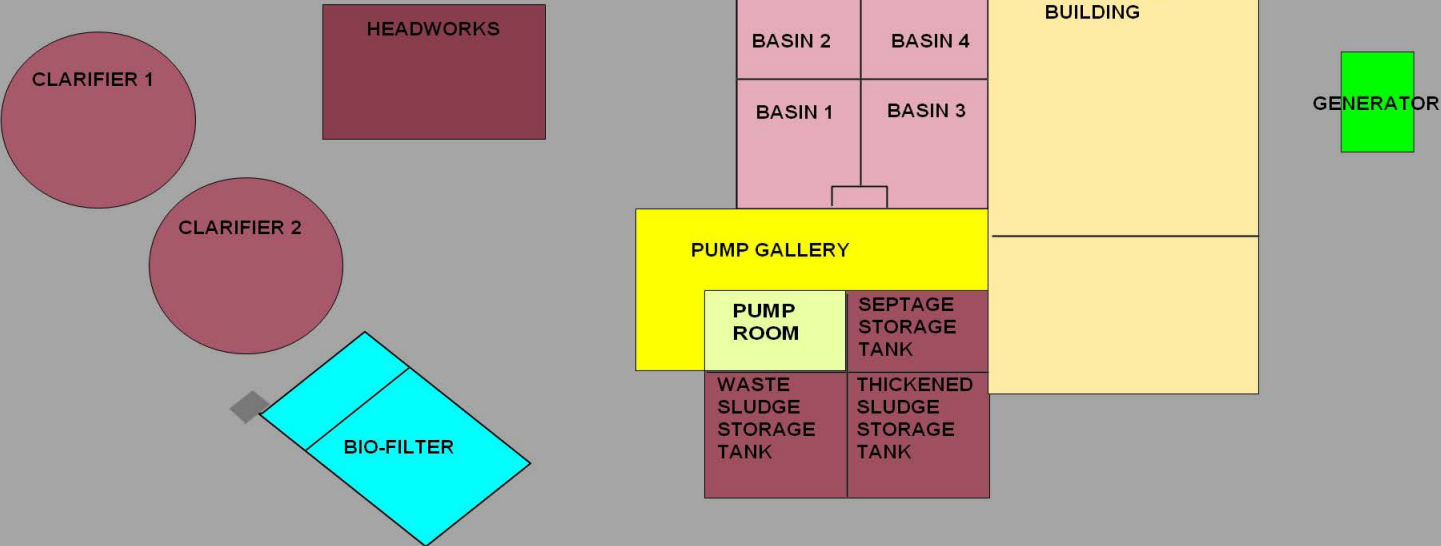 HEADWORKS
CLARIFIER 1
CLARIFIER 2
BIO-FILTER
BUILDING
BASIN 2
BASIN 4
BASIN 1
BASIN 3
GENERATOR
PUMP GALLERY
PUMP
ROOM
SEPTAGE
STORAGE
TANK
WASTE
SLUDGE
STORAGE
TANK
THICKENED
SLUDGE
STORAGE
TANK